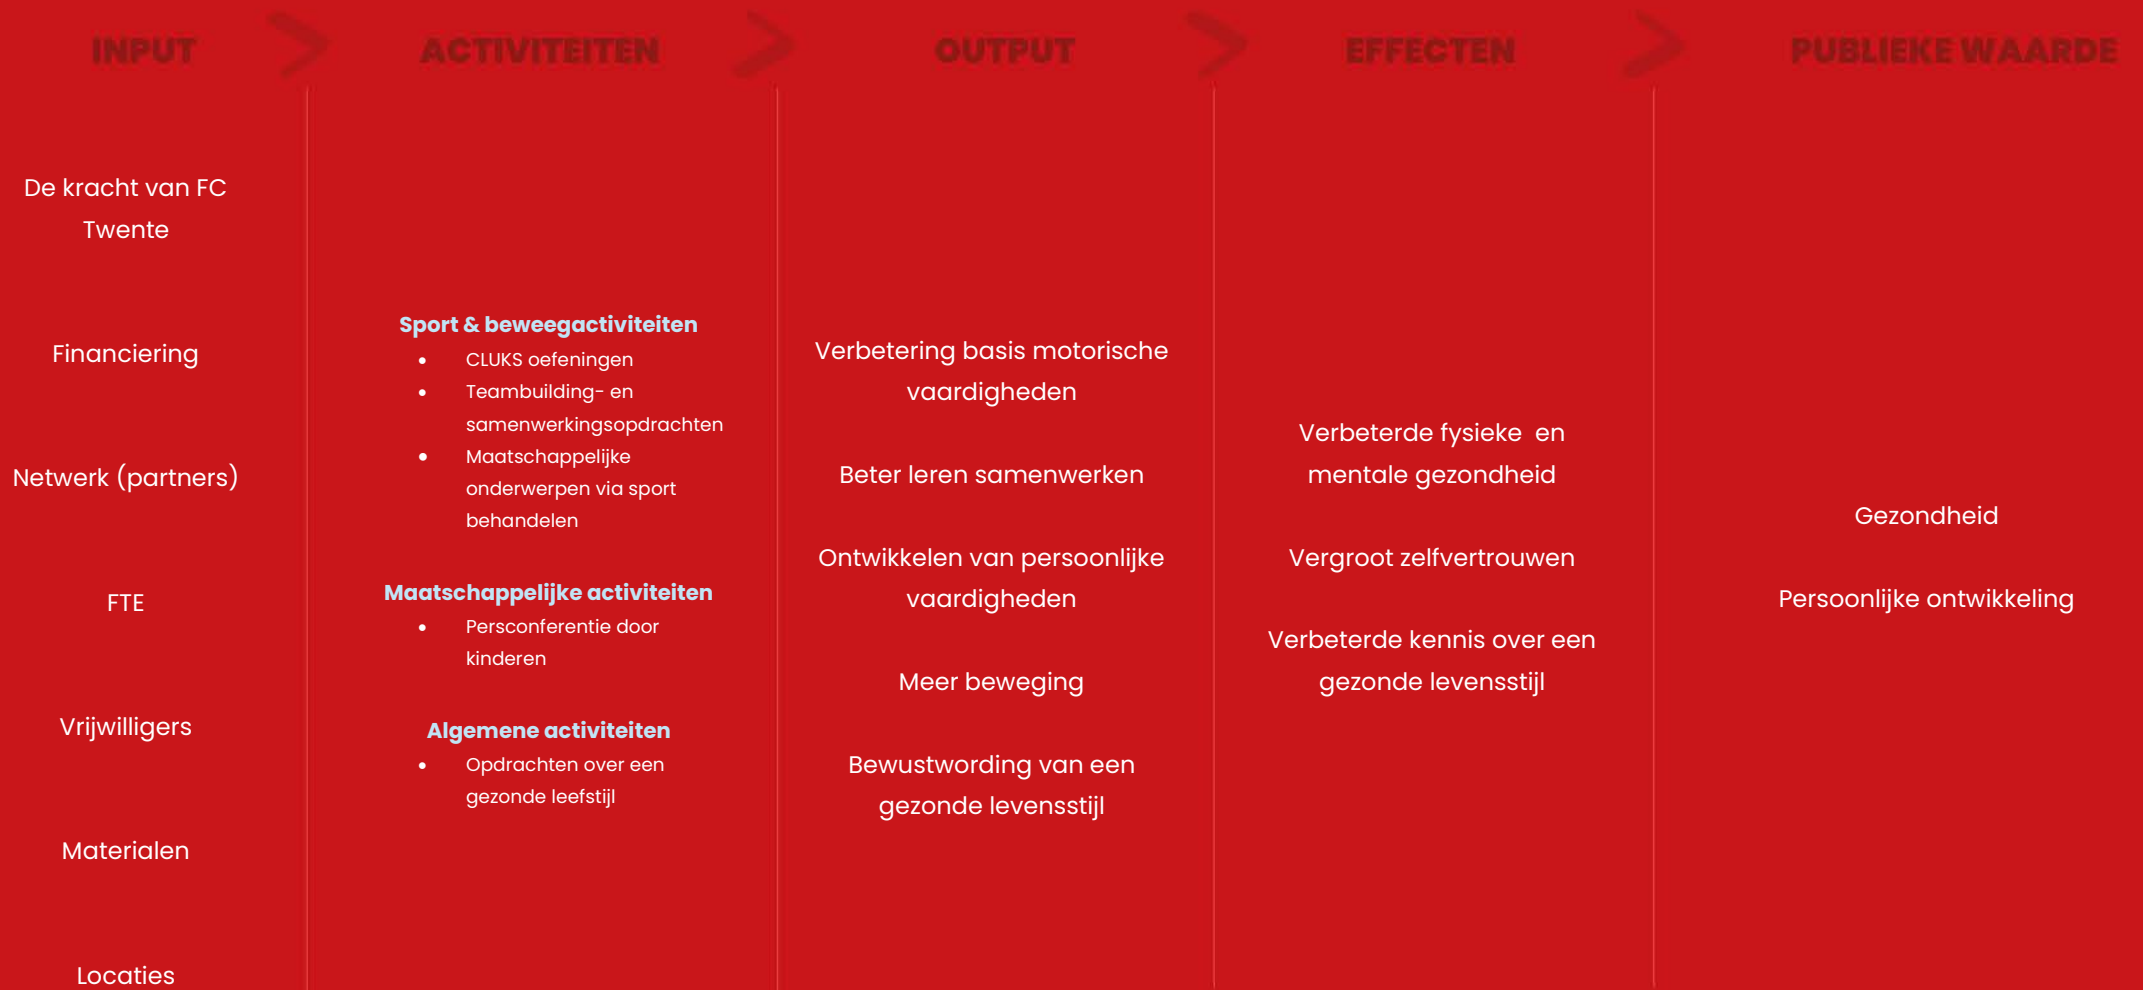 INPUT > ACTIVITEITEN > OUTPUT > EFFECTEN > PUBLIEKE WAARDE
De kracht van FC
Twente
Financiering
Netwerk (partners)
FTE
Vrijwilligers
Materialen
Locaties
Sport & beweegactiviteiten
• CLUKS oefeningen
• Teambuilding- en
samenwerkingsopdrachten
• Maatschappelijke
onderwerpen via sport
behandelen
Maatschappelijke activiteiten
• Persconferentie door
kinderen
Algemene activiteiten
• Opdrachten over een
gezonde leefstijl
Verbetering basis motorische
vaardigheden
Beter leren samenwerken
Ontwikkelen van persoonlijke
vaardigheden
Meer beweging
Bewustwording van een
gezonde levensstijl
Verbeterde fysieke en
mentale gezondheid
Vergroot zelfvertrouwen
Verbeterde kennis over een
gezonde levensstijl
Gezondheid
Persoonlijke ontwikkeling